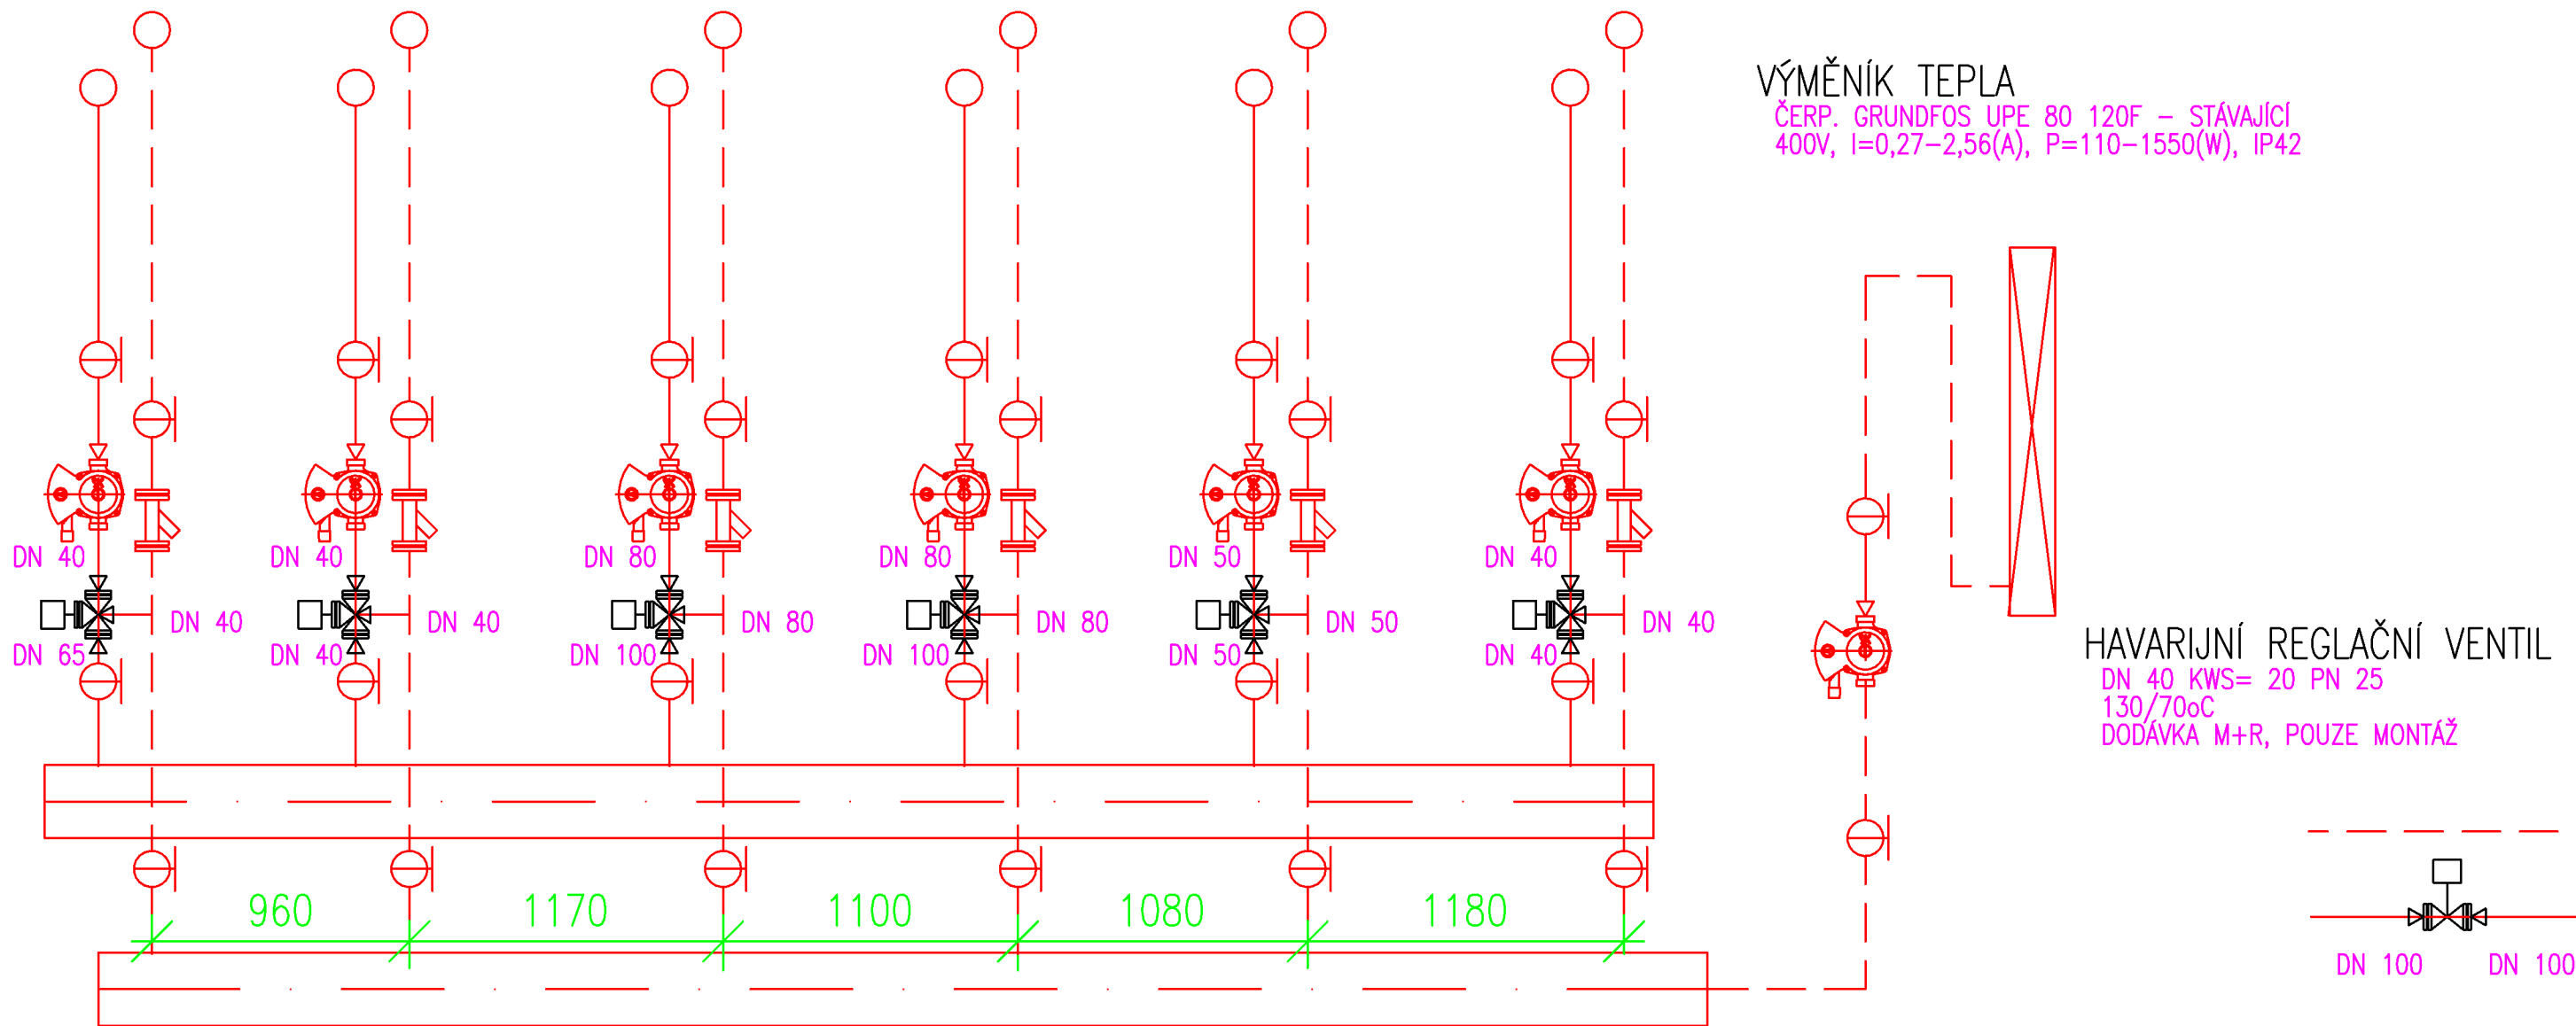 VÝMĚNÍK TEPLA
ČERP. GRUNDFOS UPE 80 120F – STÁVAJÍCÍ
400V, I=0,27–2,56(A), P=110–1550(W), IP42
DN 40
DN 40
DN 80
DN 80
DN 50
DN 40
DN 40
DN 40
DN 80
DN 80
DN 50
DN 40
DN 65
DN 40
DN 100
DN 100
DN 50
DN 40
HAVARIJNÍ REGLAČNÍ VENTIL
DN 40 KWS= 20 PN 25
130/70oC
DODÁVKA M+R, POUZE MONTÁŽ
960
1170
1100
1080
1180
DN 100
DN 100